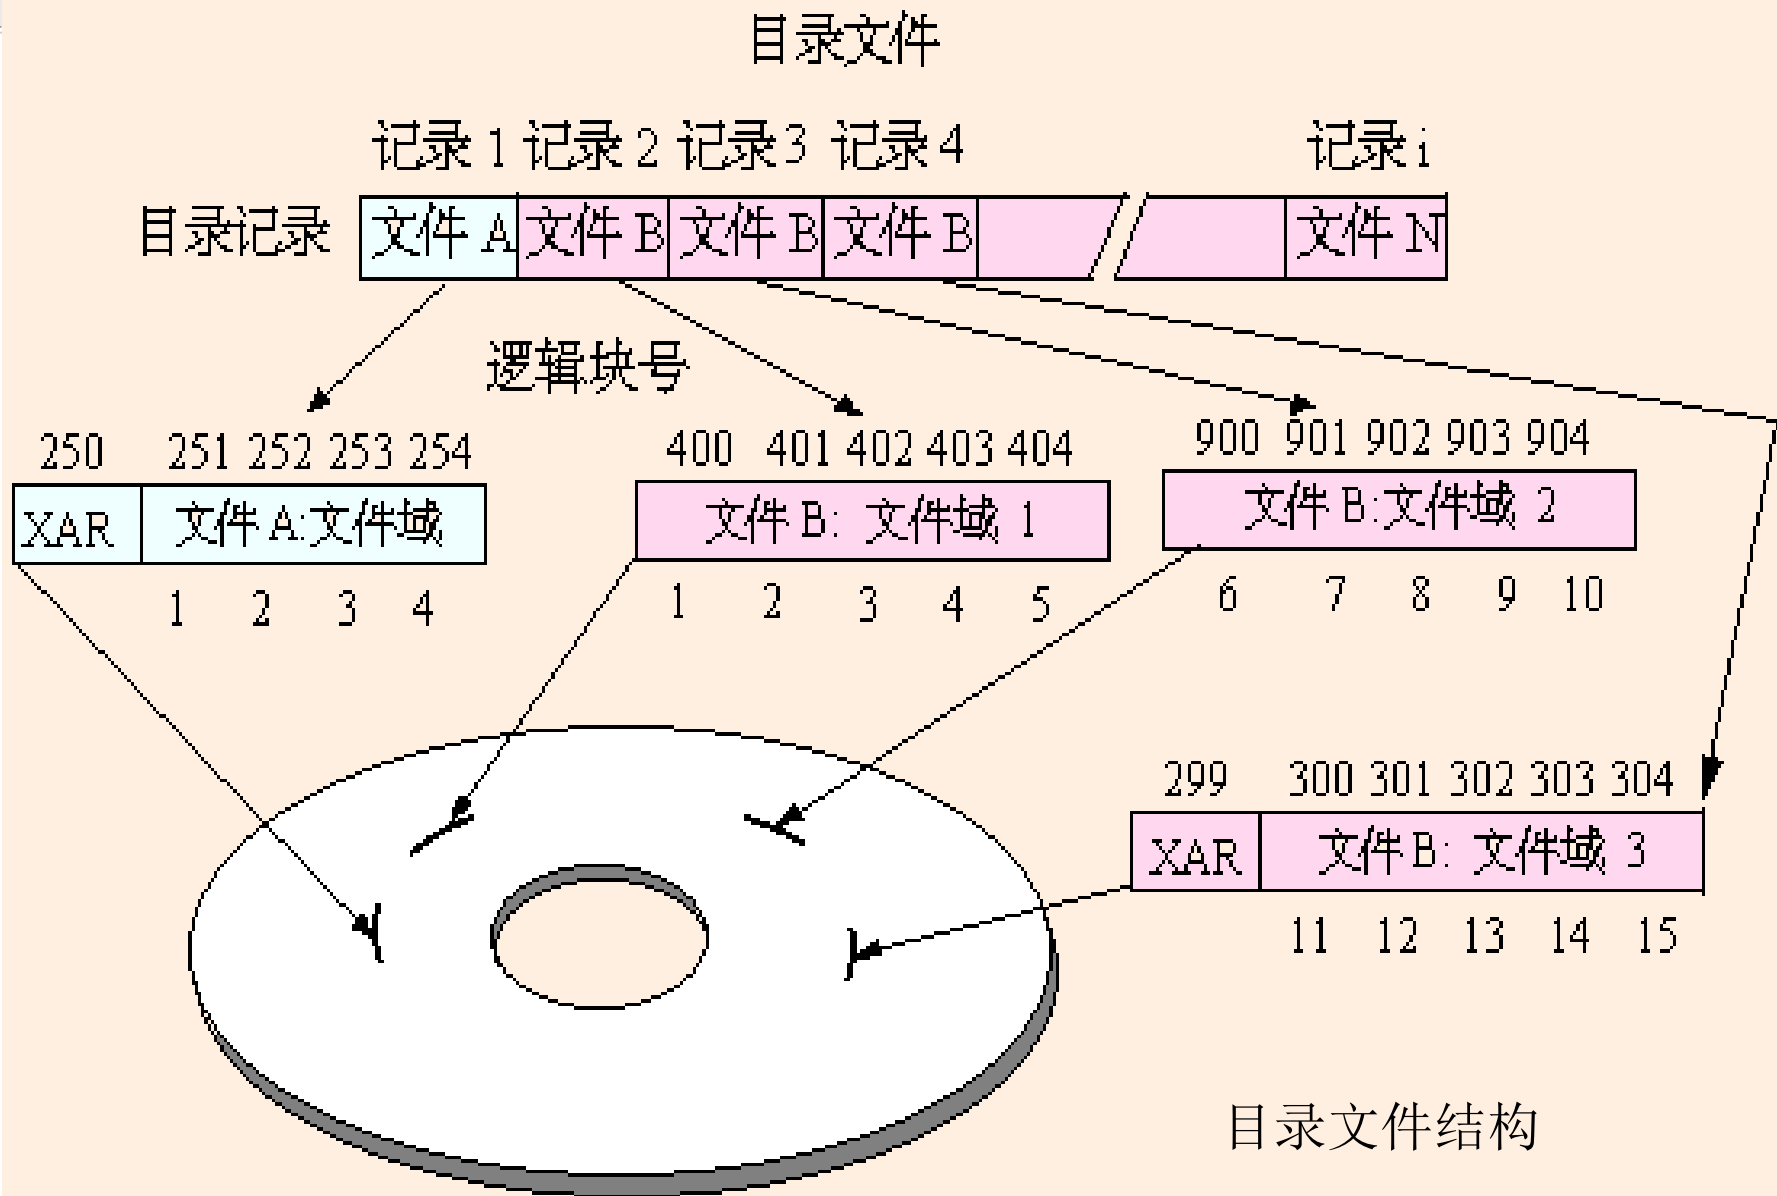 目录文件
记录 1 记录 2 记录 3 记录 4 记录 i
目录记录 文件 A 文件 B 文件 B 文件 B 文件 N
逻辑块号
250 251 252 253 254 400 401 402 403 404 900 901 902 903 904
XAR 文件 A:文件域 文件 B: 文件域 1 文件 B:文件域 2
1 2 3 4 1 2 3 4 5 6 7 8 9 10
299 300 301 302 303 304
XAR 文件 B: 文件域 3
11 12 13 14 15
目录文件结构